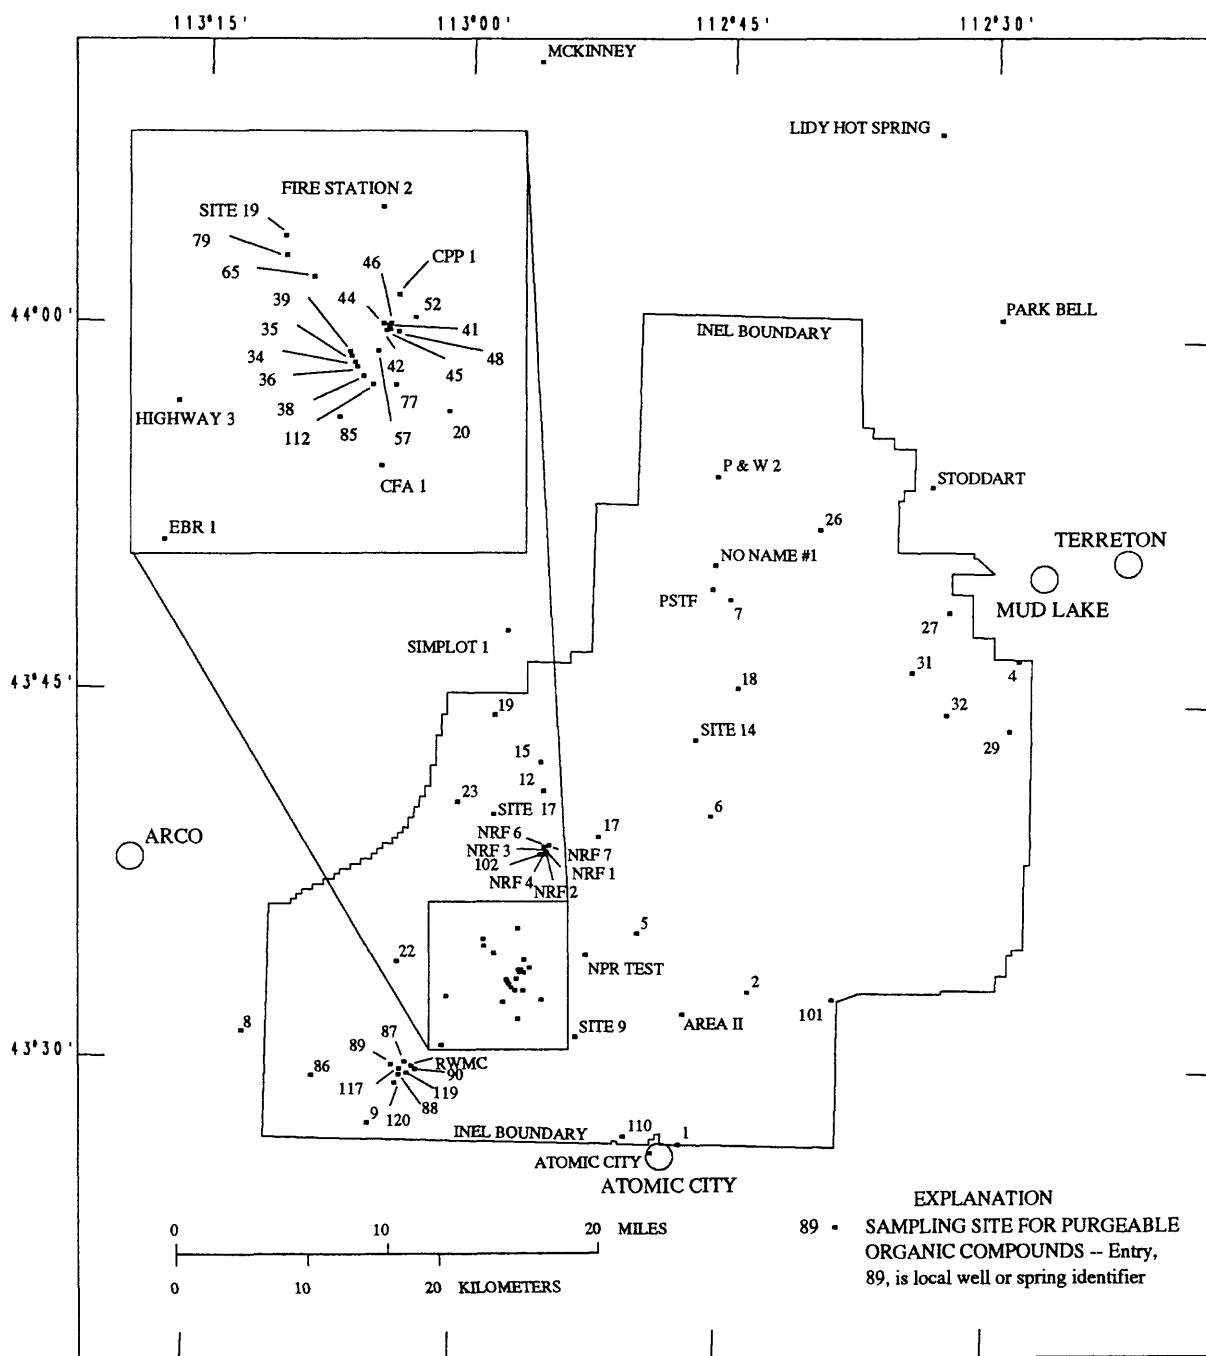 113°15' 113°00' 112°45' 112°30'
MCKINNEY
LIDY HOT SPRING
FIRE STATION 2
SITE 19
79
46
CPP 1
65
39
44
52
44°00'
PARK BELL
35
41
INEL BOUNDARY
34
48
36
42
45
HIGHWAY 3
38
77
112
85
57
20
P & W 2
CFA 1
STODDART
EBR 1
26
TERRETON
NO NAME #1
PSTF
7
MUD LAKE
27
SIMPLOT 1
31
4
43°45'
18
19
32
SITE 14
29
15
12
23
SITE 17
6
ARCO
17
NRF 6
NRF 3
NRF 7
102
NRF 1
NRF 4
NRF 2
5
22
NPR TEST
2
8
SITE 9
AREA II
101
43°30'
87
89
RWMC
86
90
117
119
9
120
88
110
1
INEL BOUNDARY
ATOMIC CITY
ATOMIC CITY
EXPLANATION
0 10 20 MILES
89 SAMPLING SITE FOR PURGEABLE
ORGANIC COMPOUNDS -- Entry,
89, is local well or spring identifier
0 10 20 KILOMETERS